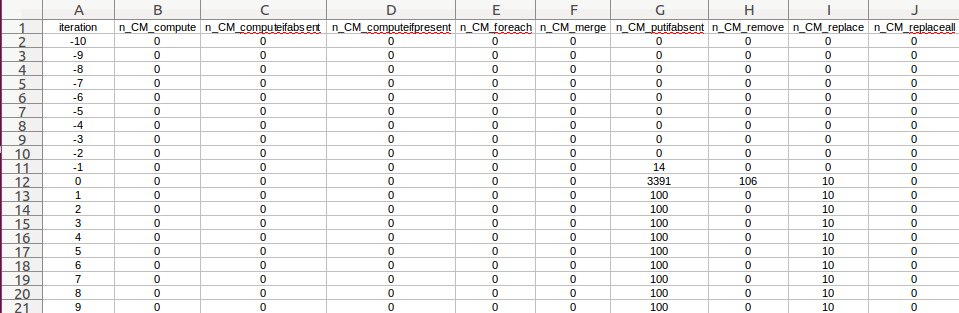 A B C D E F G H I J
1 iteration n_CM_compute n_CM_computeifabsent n_CM_computeifpresent n_CM_foreach n_CM_merge n_CM_putifabsent n_CM_remove n_CM_replace n_CM_replaceall
2 -10 0 0 0 0 0 0 0 0 0
3 -9 0 0 0 0 0 0 0 0 0
4 -8 0 0 0 0 0 0 0 0 0
5 -7 0 0 0 0 0 0 0 0 0
6 -6 0 0 0 0 0 0 0 0 0
7 -5 0 0 0 0 0 0 0 0 0
8 -4 0 0 0 0 0 0 0 0 0
9 -3 0 0 0 0 0 0 0 0 0
10 -2 0 0 0 0 0 0 0 0 0
11 -1 0 0 0 0 0 14 0 0 0
12 0 0 0 0 0 0 3391 106 10 0
13 1 0 0 0 0 0 100 0 10 0
14 2 0 0 0 0 0 100 0 10 0
15 3 0 0 0 0 0 100 0 10 0
16 4 0 0 0 0 0 100 0 10 0
17 5 0 0 0 0 0 100 0 10 0
18 6 0 0 0 0 0 100 0 10 0
19 7 0 0 0 0 0 100 0 10 0
20 8 0 0 0 0 0 100 0 10 0
21 9 0 0 0 0 0 100 0 10 0